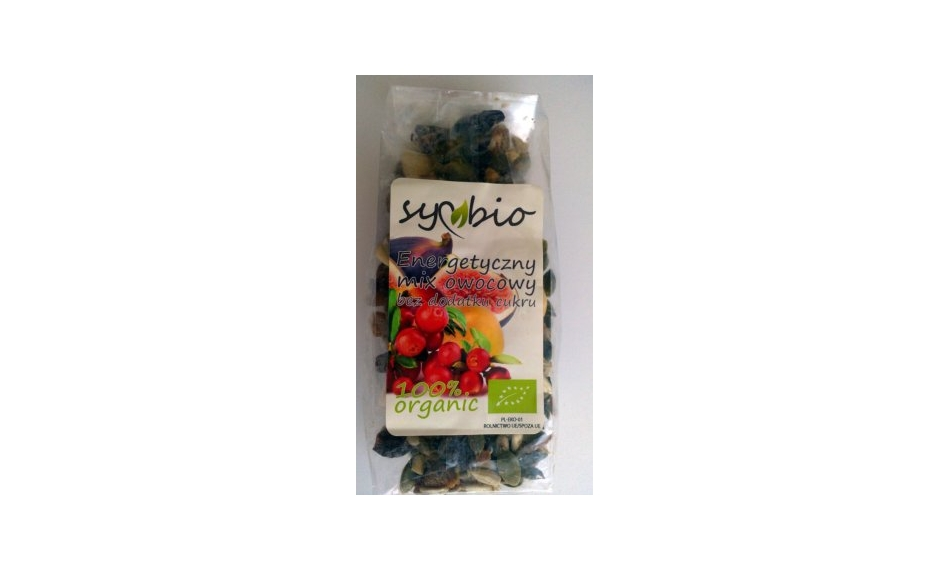 symbio
Energetyczny
mix owocowy
bez dodatku cukru
100%
organic
PL-EKO-01
ROLNICTWO UE/SPOZA UE